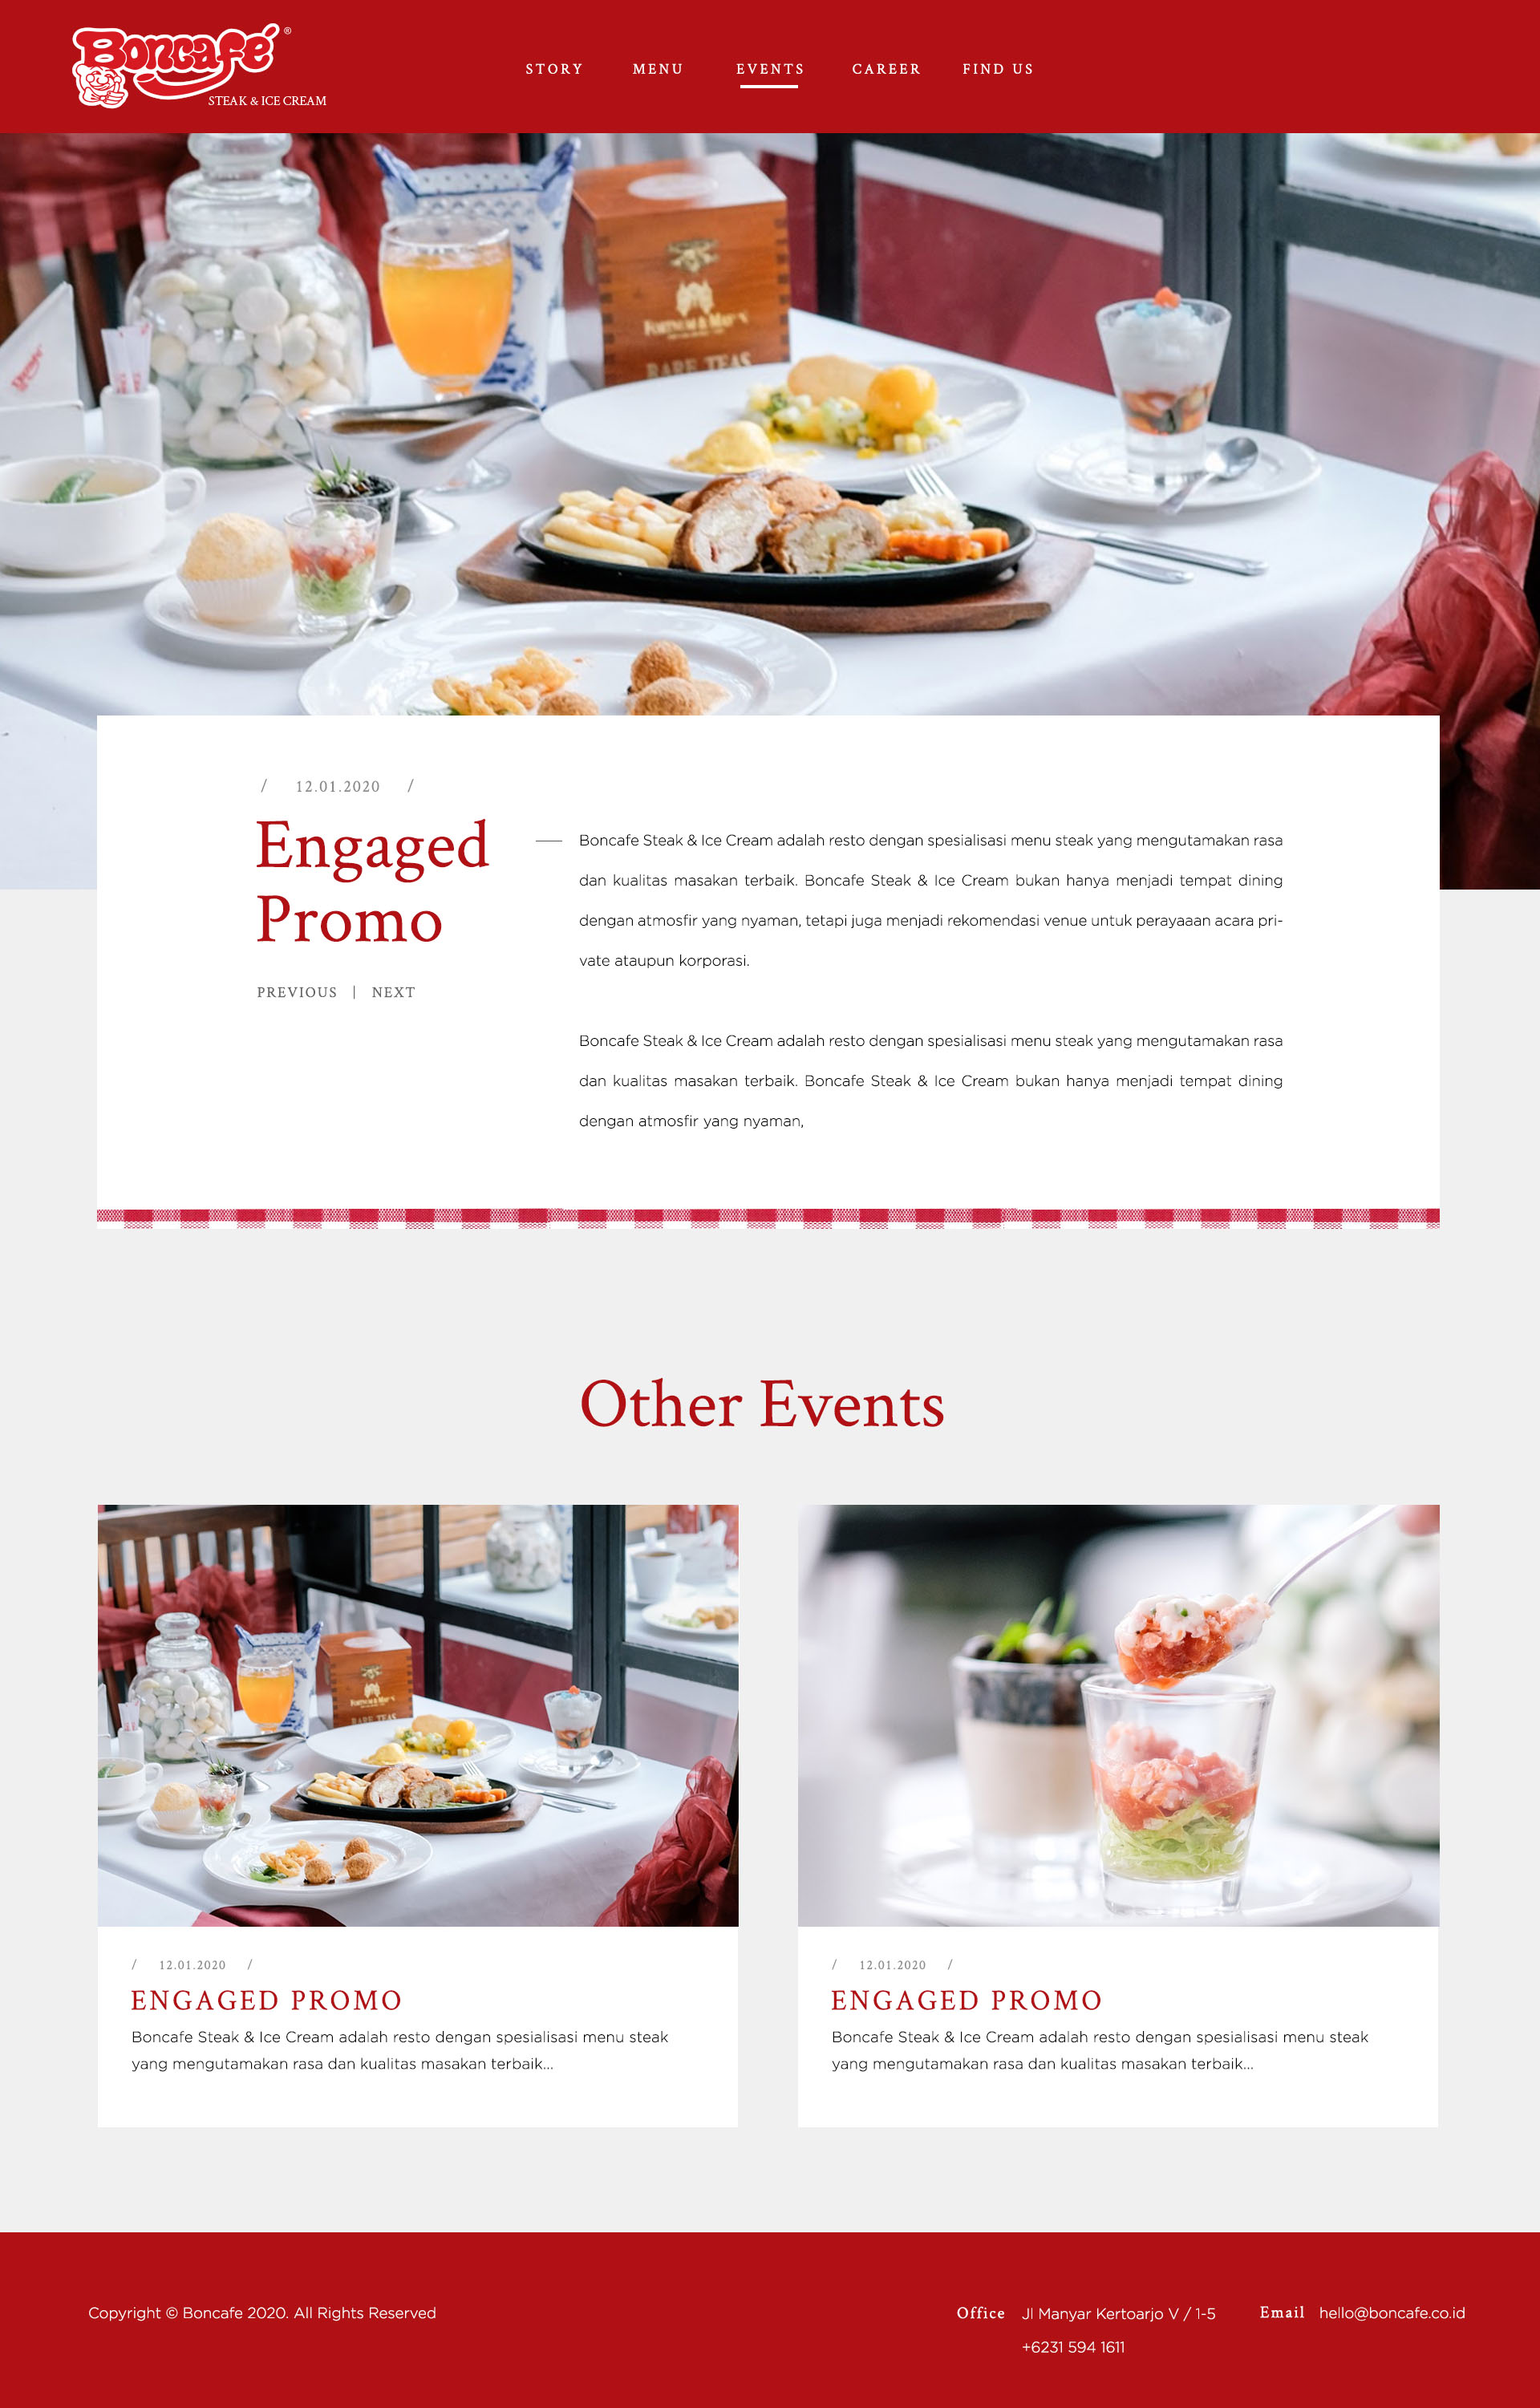 Boncafé ®
STEAK & ICE CREAM
STORY MENU EVENTS CAREER FIND US
FORTNUM & MASON
RARE TEAS
/ 12.01.2020 /
Engaged
Promo
PREVIOUS | NEXT
Boncafe Steak & Ice Cream adalah resto dengan spesialisasi menu steak yang mengutamakan rasa
dan kualitas masakan terbaik. Boncafe Steak & Ice Cream bukan hanya menjadi tempat dining
dengan atmosfir yang nyaman, tetapi juga menjadi rekomendasi venue untuk perayaaan acara pri-
vate ataupun korporasi.
Boncafe Steak & Ice Cream adalah resto dengan spesialisasi menu steak yang mengutamakan rasa
dan kualitas masakan terbaik. Boncafe Steak & Ice Cream bukan hanya menjadi tempat dining
dengan atmosfir yang nyaman,
Other Events
RARE TEAS
/ 12.01.2020 /
ENGAGED PROMO
Boncafe Steak & Ice Cream adalah resto dengan spesialisasi menu steak
yang mengutamakan rasa dan kualitas masakan terbaik...
/ 12.01.2020 /
ENGAGED PROMO
Boncafe Steak & Ice Cream adalah resto dengan spesialisasi menu steak
yang mengutamakan rasa dan kualitas masakan terbaik...
Copyright © Boncafe 2020. All Rights Reserved
Office Jl Manyar Kertoarjo V / 1-5
+6231 594 1611
Email hello@boncafe.co.id